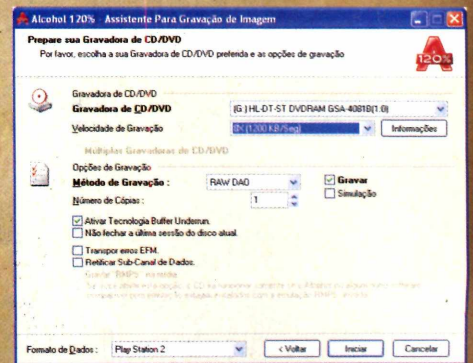 Alcohol 120% - Assistente Para Gravação de Imagem
Prepare sua Gravadora de CD/DVD
Por favor, escolha a sua Gravadora de CD/DVD preferida e as opções de gravação
120%
Gravadora de CD/DVD
Gravadora de CD/DVD (G:) HL-DT-ST DVDRAM GSA-4081B(1:0)
Velocidade de Gravação 8X (1200 KB/Seg) Informações
Múltiplas Gravadoras de CD/DVD
Opções de Gravação
Método de Gravação : RAW DAO Gravar
Número de Cópias : 1 Simulação
Ativar Tecnologia Buffer Underrun.
Não fechar a última sessão do disco atual.
Transpor erros EFM.
Retificar Sub-Canal de Dados.
Formato de Dados : Play Station 2 < Voltar Iniciar Cancelar